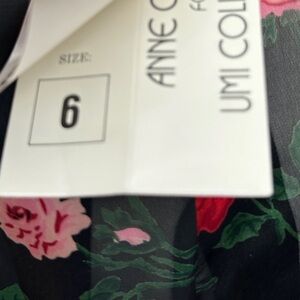 SIZE:
6
ANNE C
FO
UMI COLL